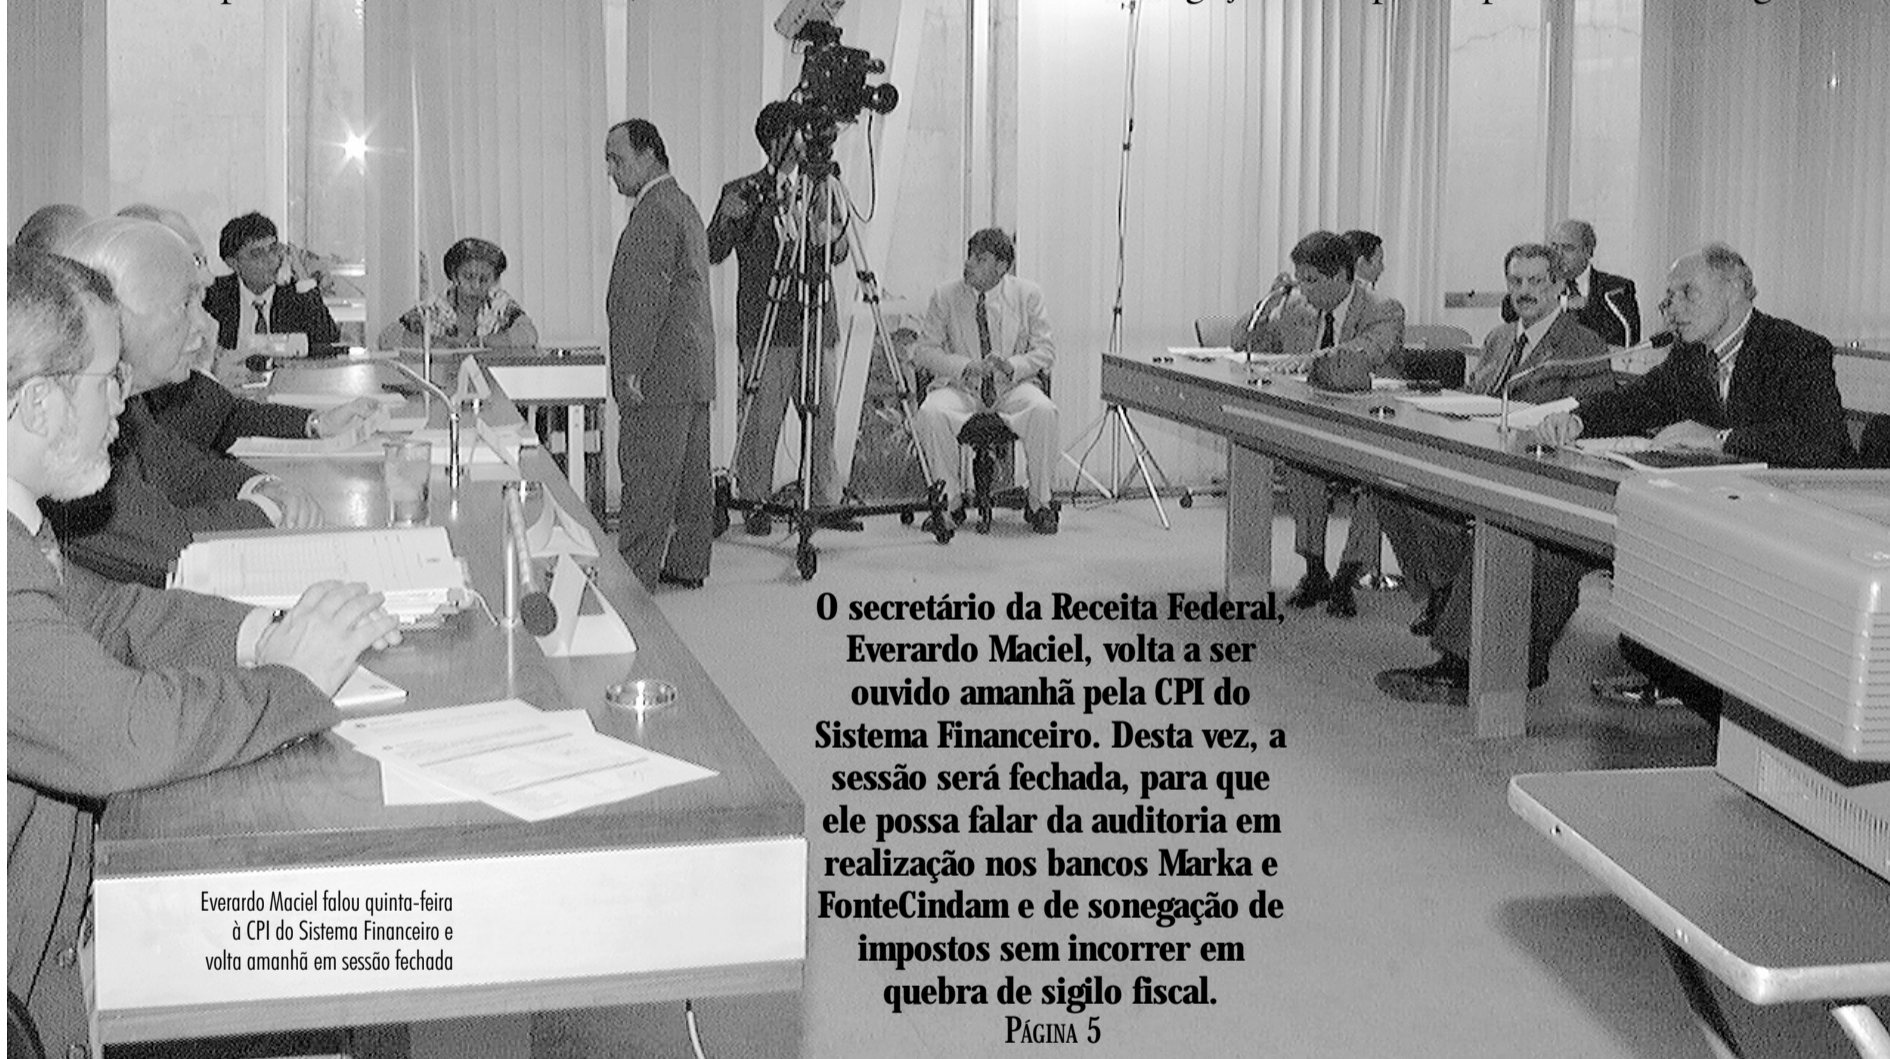 Everardo Maciel falou quinta-feira
à CPI do Sistema Financeiro e
volta amanhã em sessão fechada
O secretário da Receita Federal,
Everardo Maciel, volta a ser
ouvido amanhã pela CPI do
Sistema Financeiro. Desta vez, a
sessão será fechada, para que
ele possa falar da auditoria em
realização nos bancos Marka e
FonteCindam e de sonegação de
impostos sem incorrer em
quebra de sigilo fiscal.
PÁGINA 5